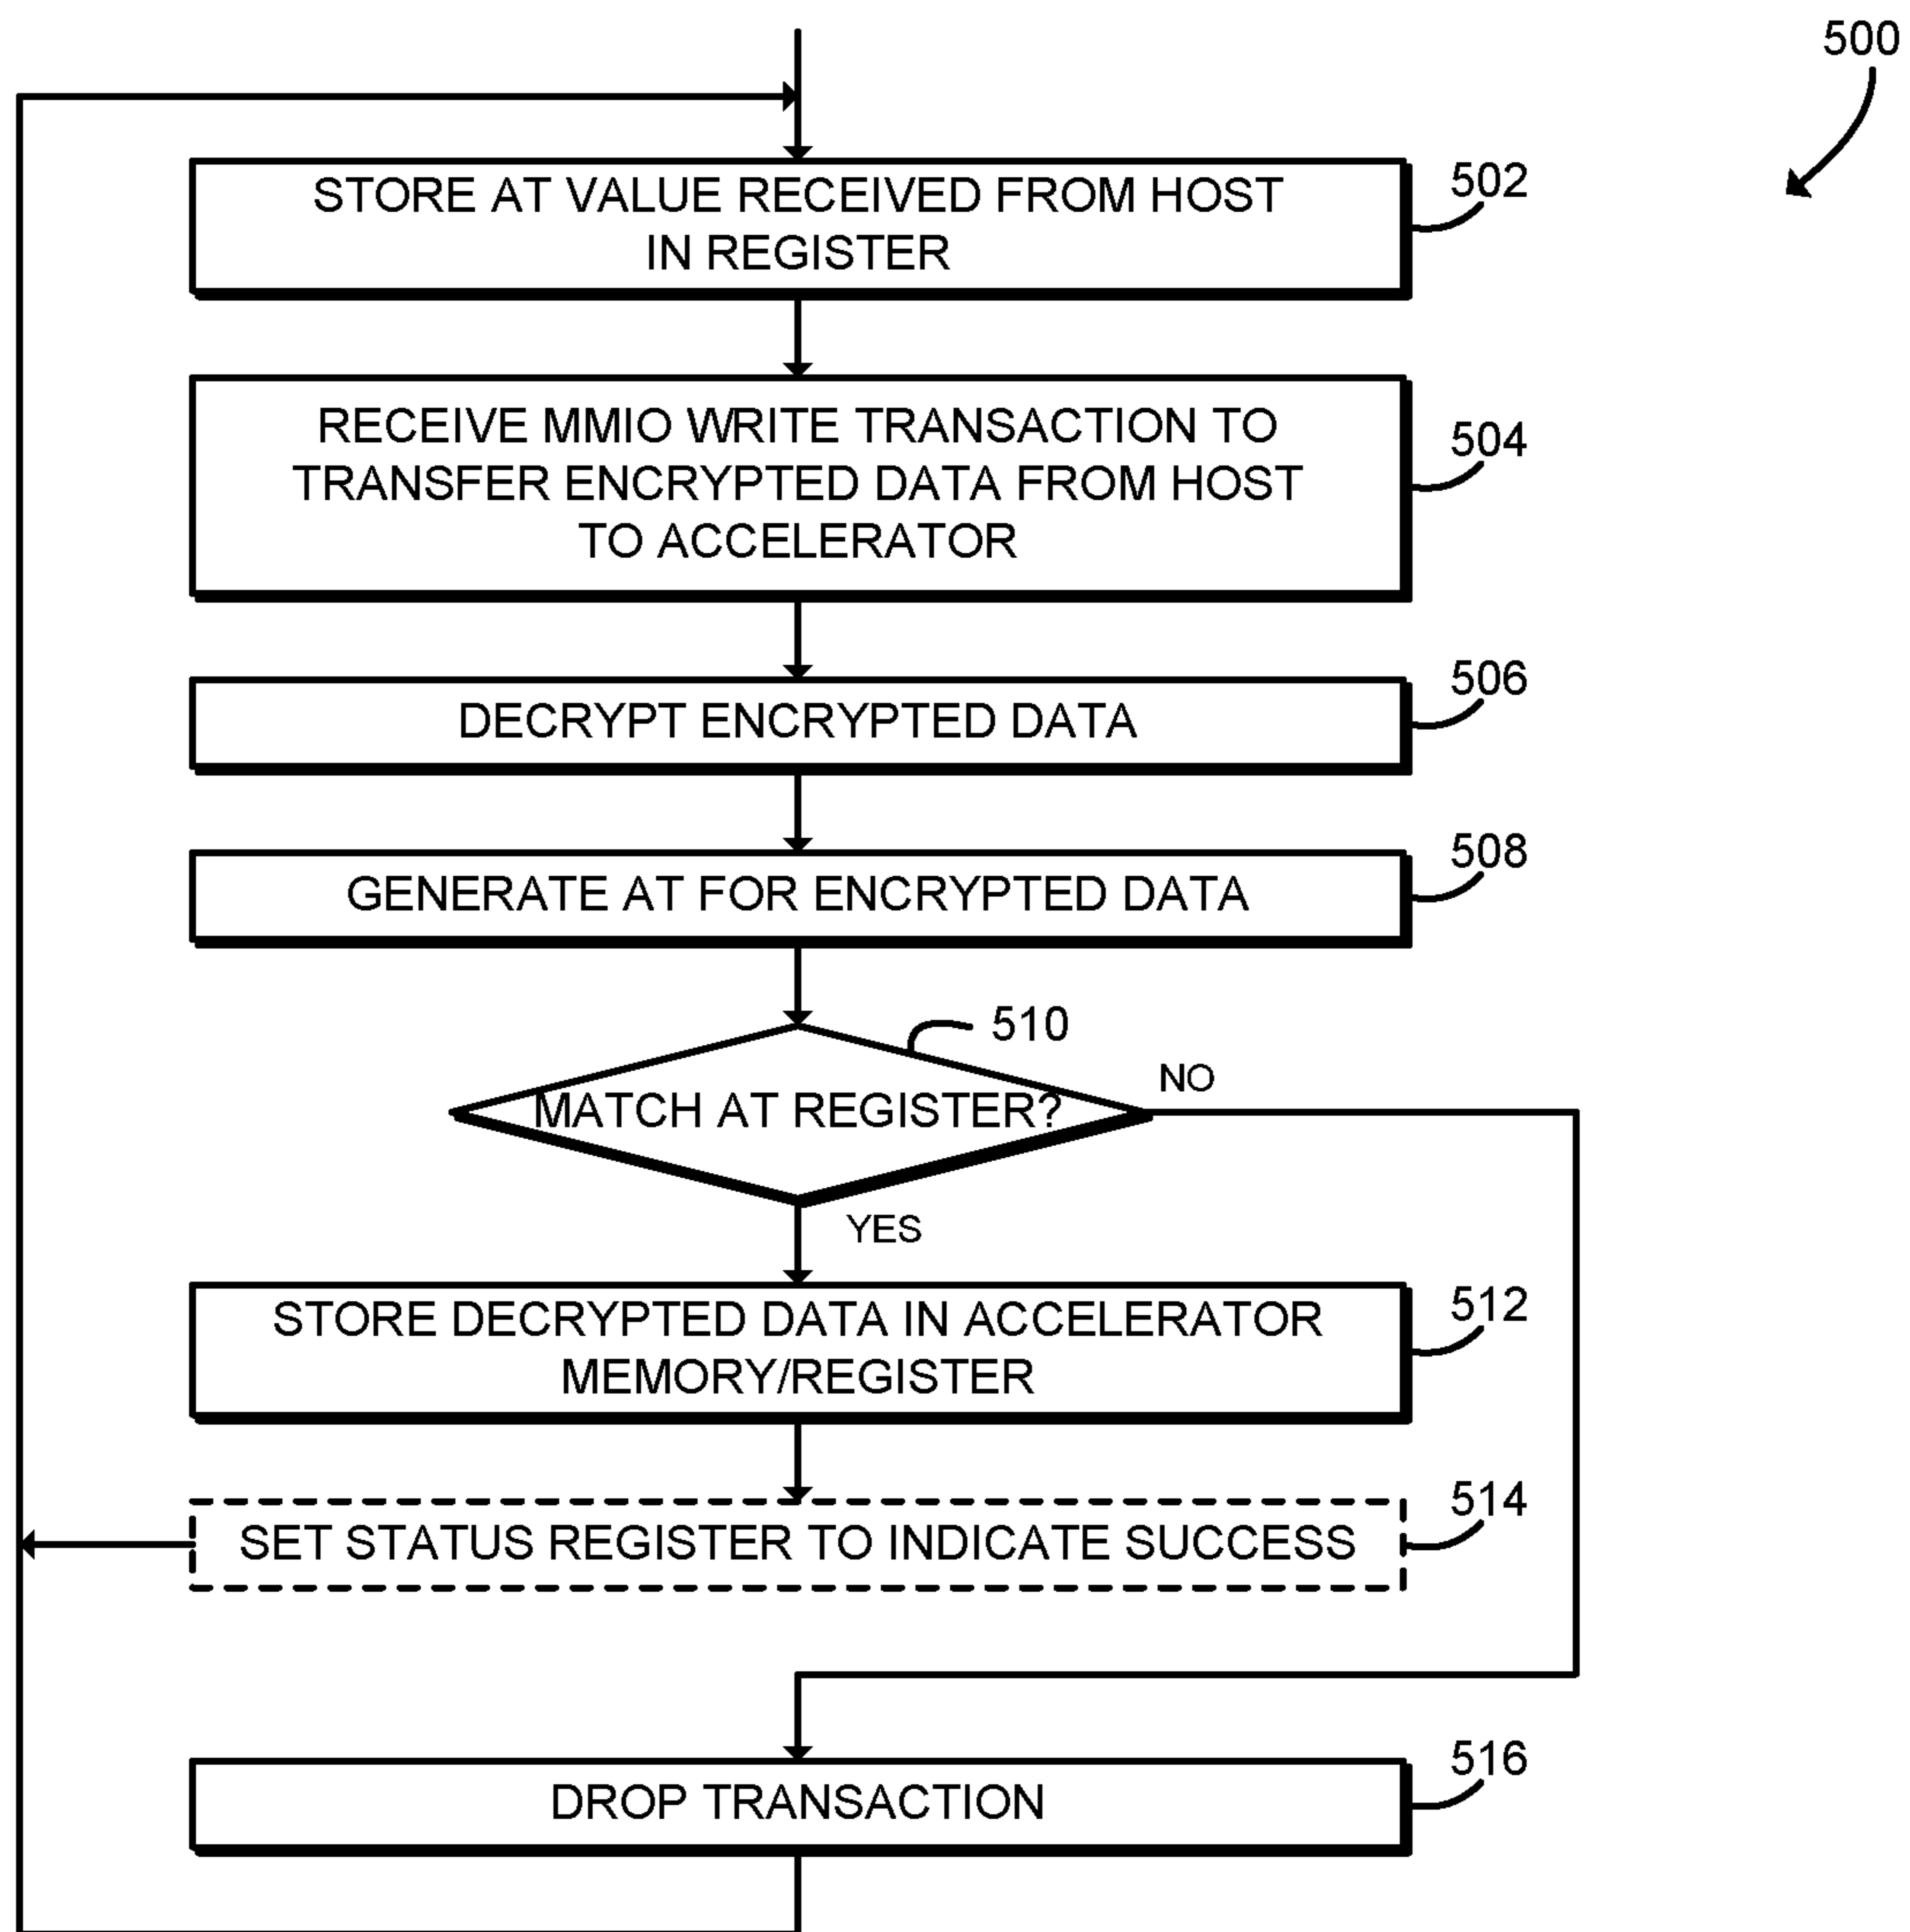 500
STORE AT VALUE RECEIVED FROM HOST
IN REGISTER
502
RECEIVE MMIO WRITE TRANSACTION TO
TRANSFER ENCRYPTED DATA FROM HOST
TO ACCELERATOR
504
DECRYPT ENCRYPTED DATA
506
GENERATE AT FOR ENCRYPTED DATA
508
510
MATCH AT REGISTER?
NO
YES
STORE DECRYPTED DATA IN ACCELERATOR
MEMORY/REGISTER
512
SET STATUS REGISTER TO INDICATE SUCCESS
514
DROP TRANSACTION
516